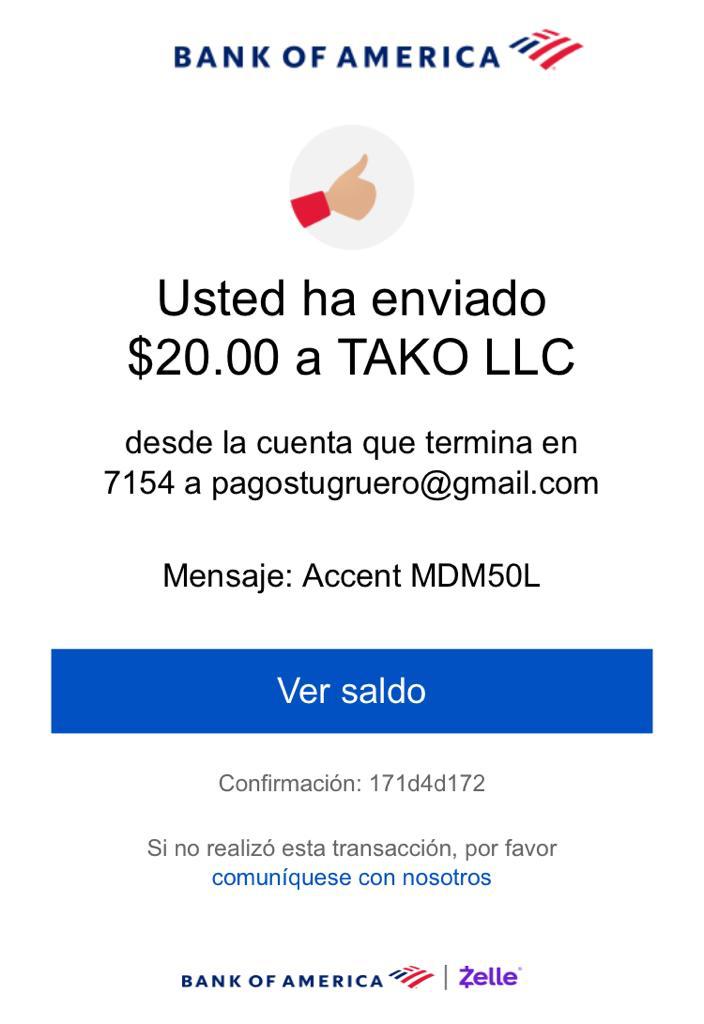 BANK OF AMERICA
Usted ha enviado
$20.00 a TAKO LLC
desde la cuenta que termina en
7154 a pagostugruero@gmail.com
Mensaje: Accent MDM50L
Ver saldo
Confirmación: 171d4d172
Si no realizó esta transacción, por favor
comuníquese con nosotros
BANK OF AMERICA | Zelle